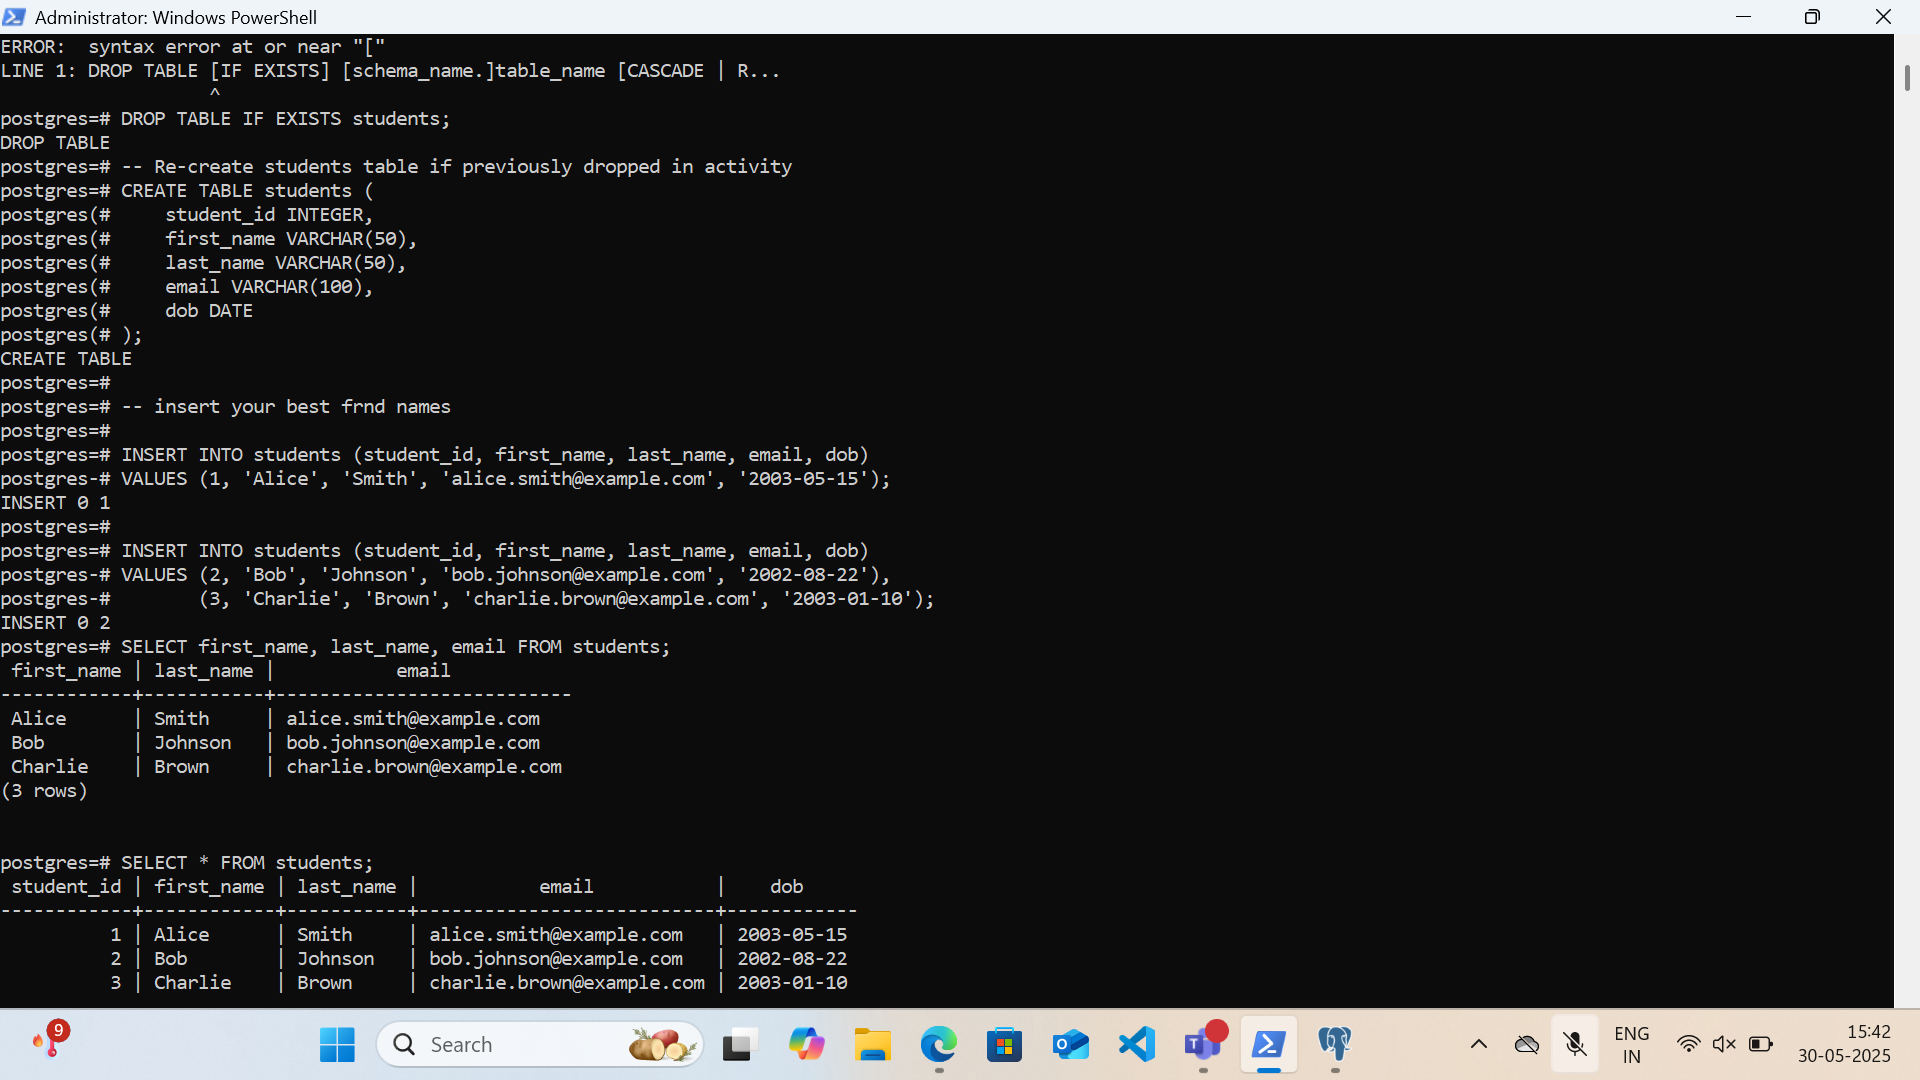 Administrator: Windows PowerShell
ERROR:  syntax error at or near "["
LINE 1: DROP TABLE [IF EXISTS] [schema_name.]table_name [CASCADE | R...
                   ^
postgres=# DROP TABLE IF EXISTS students;
DROP TABLE
postgres=# -- Re-create students table if previously dropped in activity
postgres=# CREATE TABLE students (
postgres(#     student_id INTEGER,
postgres(#     first_name VARCHAR(50),
postgres(#     last_name VARCHAR(50),
postgres(#     email VARCHAR(100),
postgres(#     dob DATE
postgres(# );
CREATE TABLE
postgres=#
postgres=# -- insert your best frnd names
postgres=#
postgres=# INSERT INTO students (student_id, first_name, last_name, email, dob)
postgres-# VALUES (1, 'Alice', 'Smith', 'alice.smith@example.com', '2003-05-15');
INSERT 0 1
postgres=#
postgres=# INSERT INTO students (student_id, first_name, last_name, email, dob)
postgres-# VALUES (2, 'Bob', 'Johnson', 'bob.johnson@example.com', '2002-08-22'),
postgres-#        (3, 'Charlie', 'Brown', 'charlie.brown@example.com', '2003-01-10');
INSERT 0 2
postgres=# SELECT first_name, last_name, email FROM students;
 first_name | last_name |           email
------------+-----------+---------------------------
 Alice      | Smith     | alice.smith@example.com
 Bob        | Johnson   | bob.johnson@example.com
 Charlie    | Brown     | charlie.brown@example.com
(3 rows)
postgres=# SELECT * FROM students;
 student_id | first_name | last_name |           email           |    dob
------------+------------+-----------+---------------------------+------------
          1 | Alice      | Smith     | alice.smith@example.com   | 2003-05-15
          2 | Bob        | Johnson   | bob.johnson@example.com   | 2002-08-22
          3 | Charlie    | Brown     | charlie.brown@example.com | 2003-01-10
9
Search
ENG
IN
15:42
30-05-2025